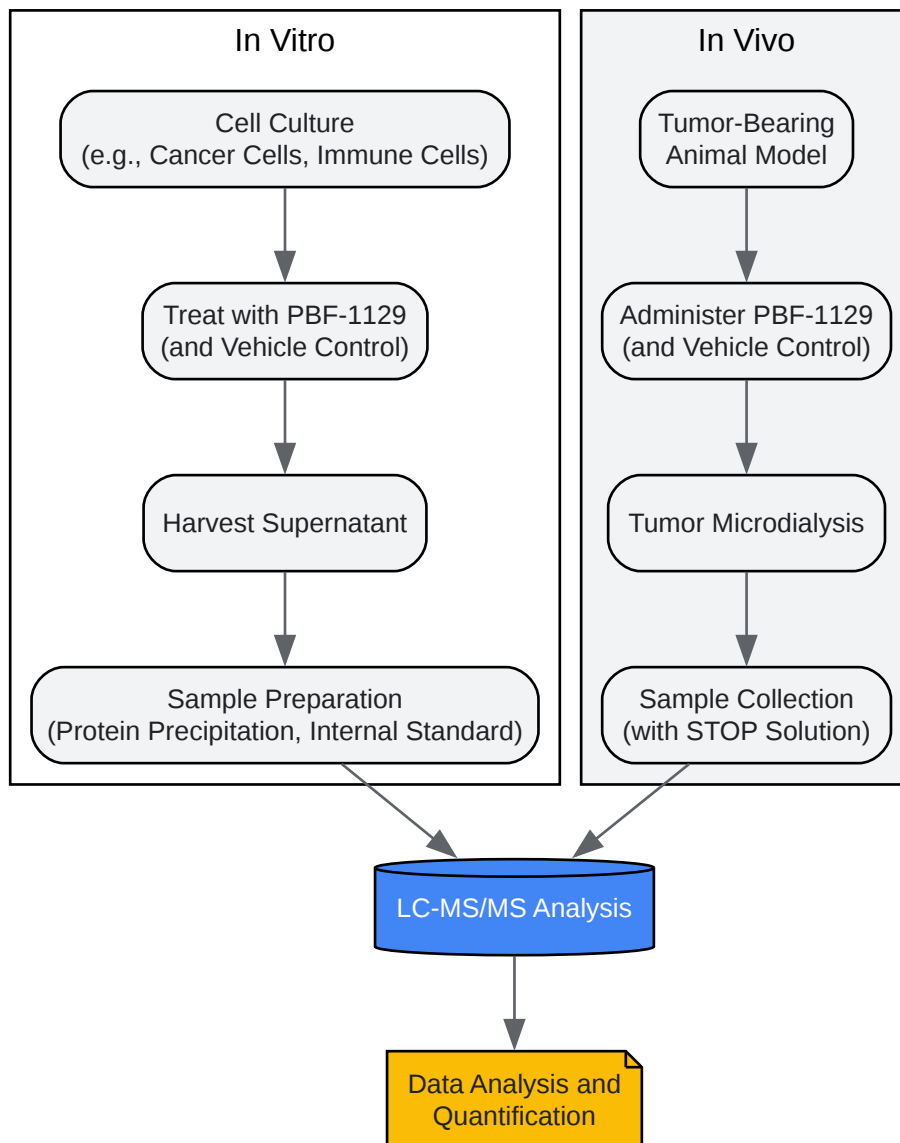 In Vitro
Cell Culture
(e.g., Cancer Cells, Immune Cells)
Treat with PBF-1129
(and Vehicle Control)
Harvest Supernatant
Sample Preparation
(Protein Precipitation, Internal Standard)
In Vivo
Tumor-Bearing
Animal Model
Administer PBF-1129
(and Vehicle Control)
Tumor Microdialysis
Sample Collection
(with STOP Solution)
LC-MS/MS Analysis
Data Analysis and
Quantification